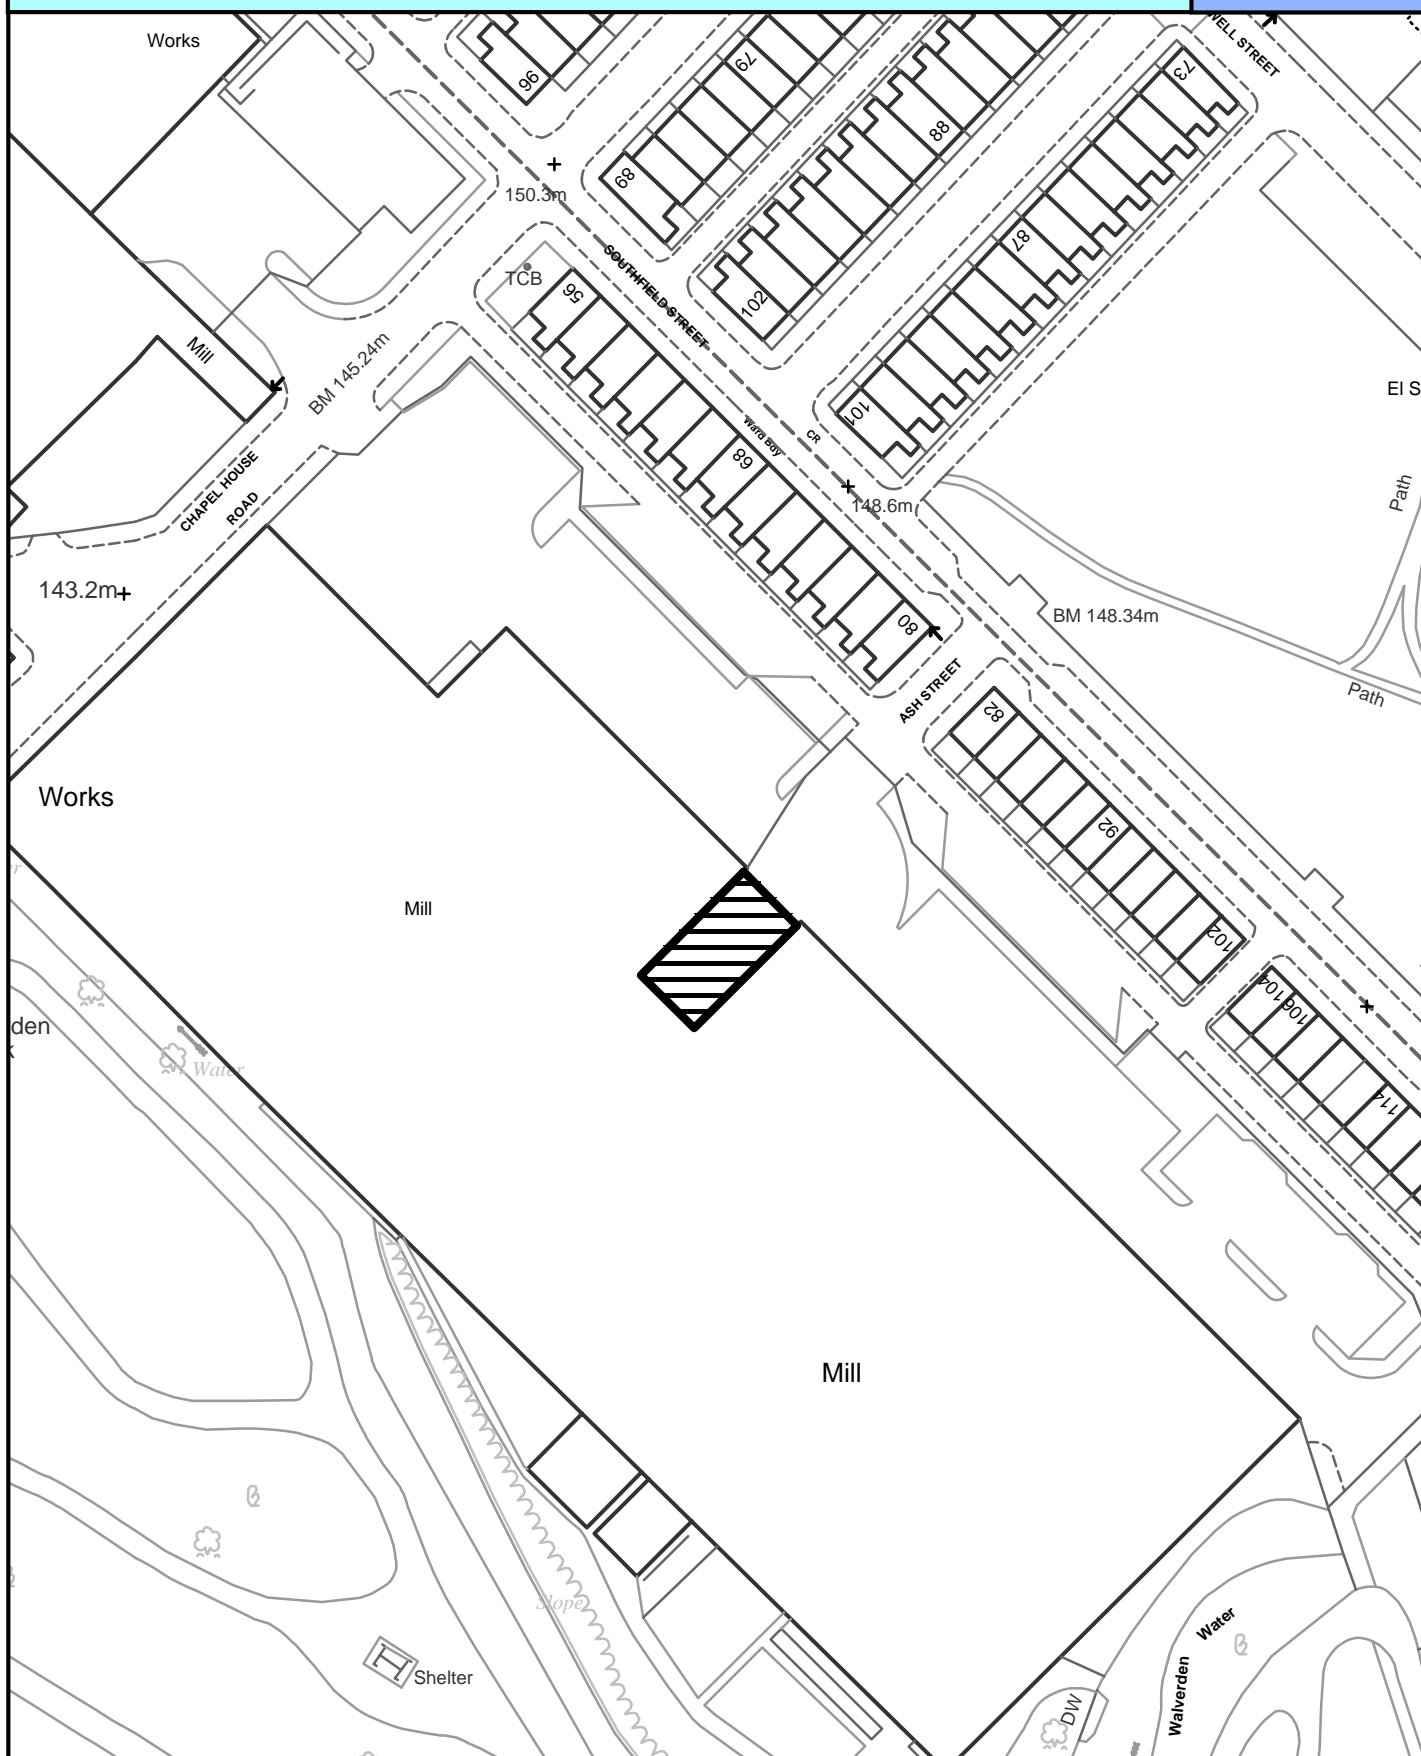 Works
96
79
WELL STREET
73
88
89
150.3m
87
SOUTHFIELD STREET
TCB
56
102
Mill
BM 145.24m
El S
101
Ward Bdy
CR
68
CHAPEL HOUSE
ROAD
148.6m
Path
143.2m
80
BM 148.34m
ASH STREET
Path
82
Works
92
Mill
102
104
106
den
k
Water
114
Mill
Slope
Water
Shelter
Walverden
DW